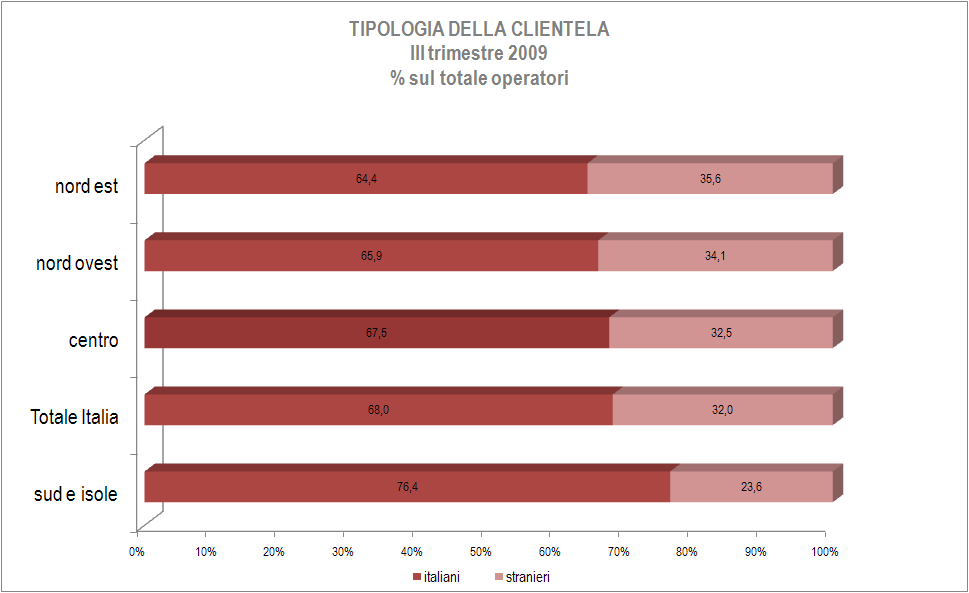 TIPOLOGIA DELLA CLIENTELA
III trimestre 2009
% sul totale operatori
nord est 64,4 35,6
nord ovest 65,9 34,1
centro 67,5 32,5
Totale Italia 68,0 32,0
sud e isole 76,4 23,6
0% 10% 20% 30% 40% 50% 60% 70% 80% 90% 100%
italiani stranieri